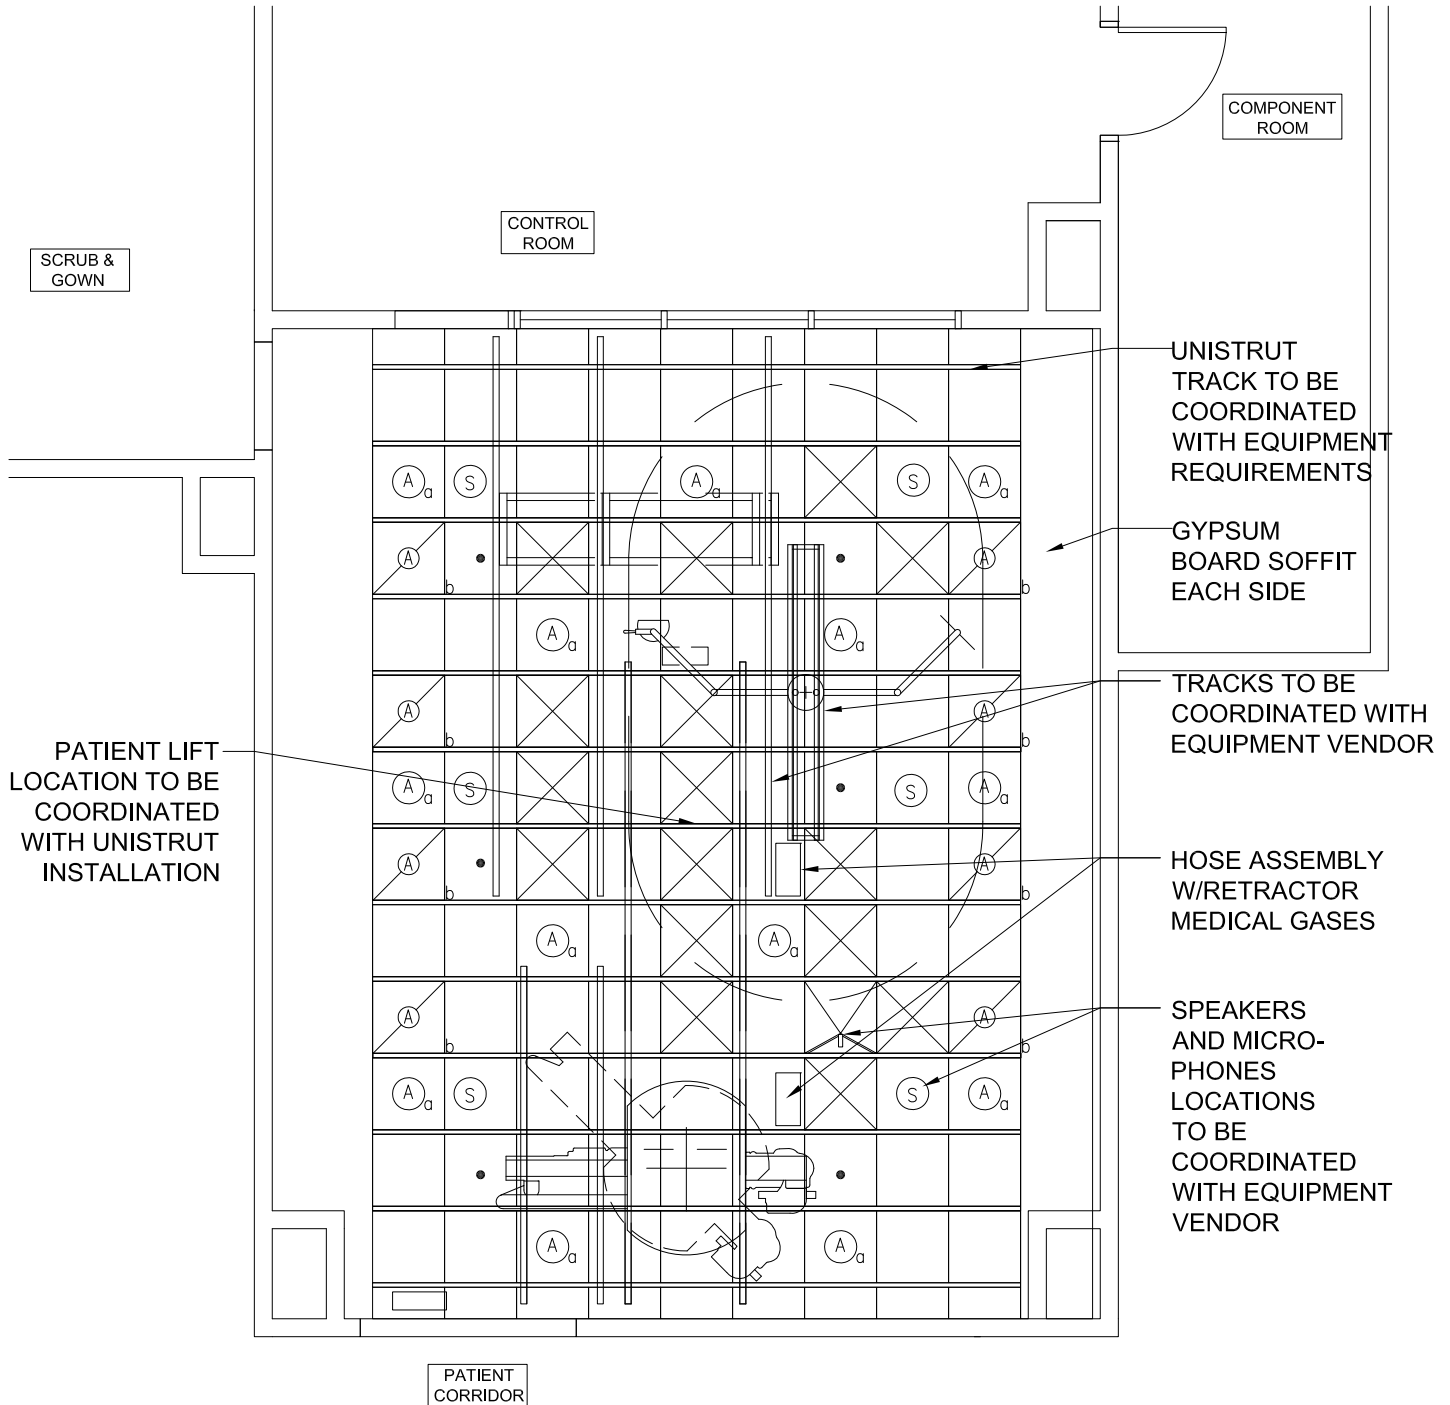 COMPONENT
ROOM
CONTROL
ROOM
SCRUB &
GOWN
UNISTRUT
TRACK TO BE
COORDINATED
WITH EQUIPMENT
REQUIREMENTS
A a
S
A a
S
A a
GYPSUM
BOARD SOFFIT
EACH SIDE
A b
A b
A a
A a
TRACKS TO BE
COORDINATED WITH
EQUIPMENT VENDOR
A b
A b
PATIENT LIFT
LOCATION TO BE
COORDINATED
WITH UNISTRUT
INSTALLATION
A a
S
S
A a
A b
A b
HOSE ASSEMBLY
W/RETRACTOR
MEDICAL GASES
A a
A a
A b
A b
SPEAKERS
AND MICRO-
PHONES
LOCATIONS
TO BE
COORDINATED
WITH EQUIPMENT
VENDOR
A a
S
S
A a
A a
A a
PATIENT
CORRIDOR